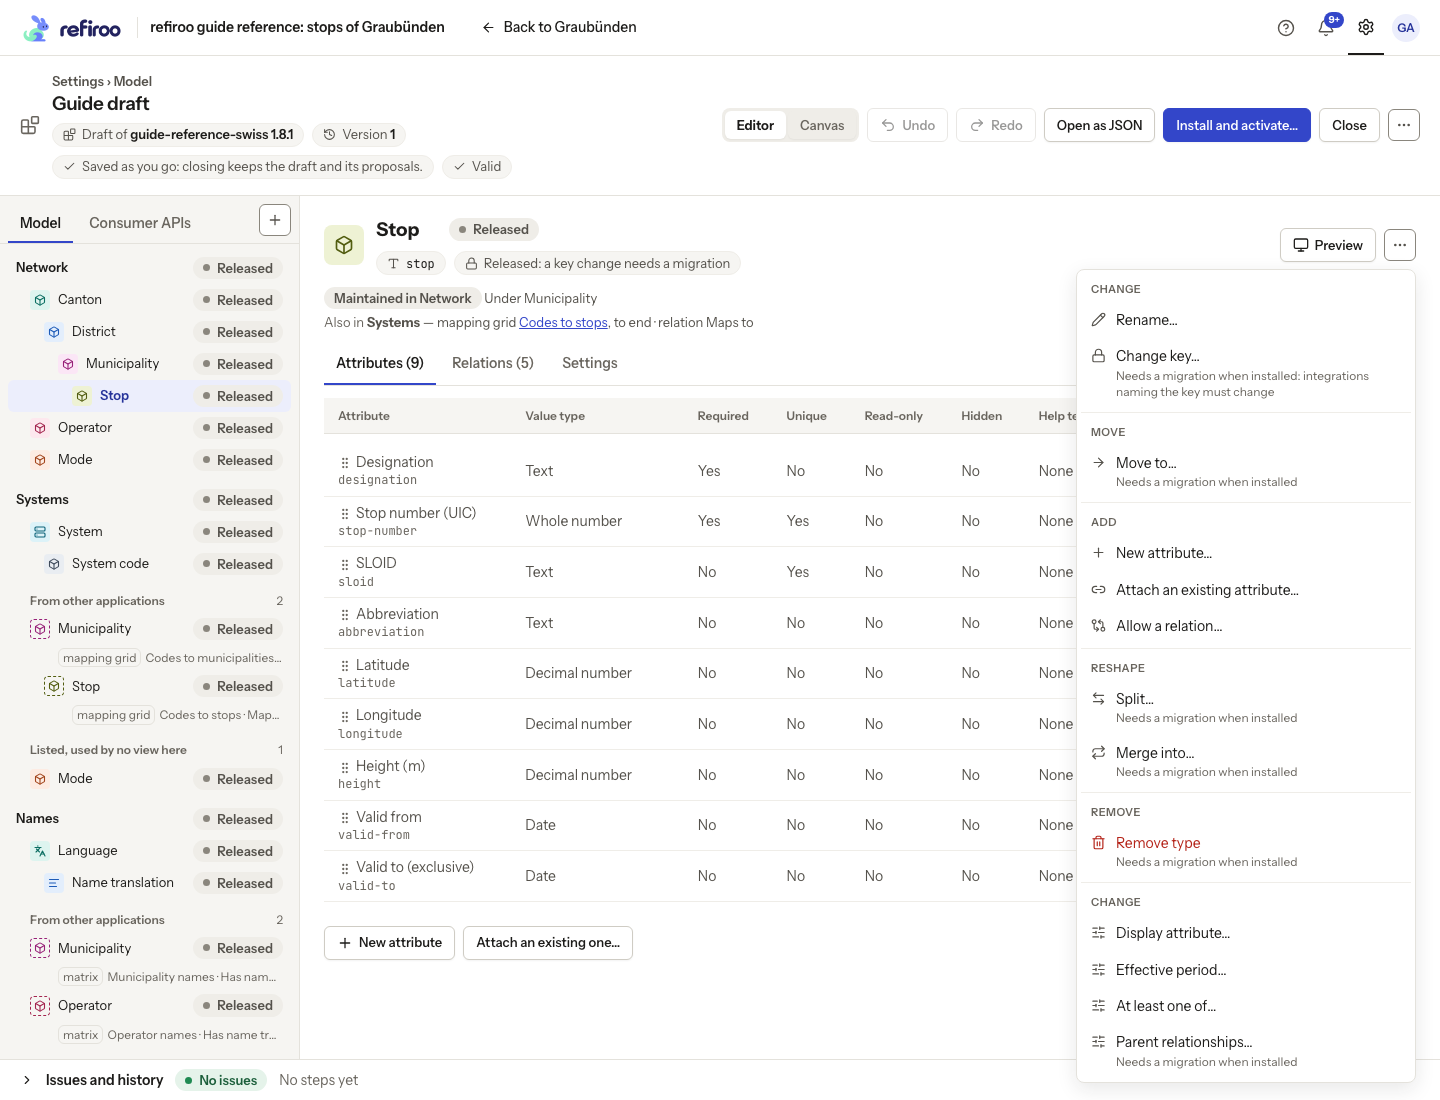 refiroo
refiroo guide reference: stops of Graubünden
Back to Graubünden
9+
GA
Settings › Model
Guide draft
Draft of guide-reference-swiss 1.8.1
Version 1
Saved as you go: closing keeps the draft and its proposals.
Valid
Editor
Canvas
Undo
Redo
Open as JSON
Install and activate...
Close
Model
Consumer APIs
Network
Released
Canton
Released
District
Released
Municipality
Released
Stop
Released
Operator
Released
Mode
Released
Systems
Released
System
Released
System code
Released
From other applications
2
Municipality
Released
mapping grid
Codes to municipalities...
Stop
Released
mapping grid
Codes to stops · Map...
Listed, used by no view here
1
Mode
Released
Names
Released
Language
Released
Name translation
Released
From other applications
2
Municipality
Released
matrix
Municipality names · Has nam...
Operator
Released
matrix
Operator names · Has name tr...
Stop
Released
stop
Released: a key change needs a migration
Preview
Maintained in Network
Under Municipality
Also in Systems — mapping grid Codes to stops, to end · relation Maps to
Attributes (9)
Relations (5)
Settings
Attribute
Value type
Required
Unique
Read-only
Hidden
Help te
Designation
designation
Text
Yes
No
No
No
None
Stop number (UIC)
stop-number
Whole number
Yes
Yes
No
No
None
SLOID
sloid
Text
No
Yes
No
No
None
Abbreviation
abbreviation
Text
No
No
No
No
None
Latitude
latitude
Decimal number
No
No
No
No
None
Longitude
longitude
Decimal number
No
No
No
No
None
Height (m)
height
Decimal number
No
No
No
No
None
Valid from
valid-from
Date
No
No
No
No
None
Valid to (exclusive)
valid-to
Date
No
No
No
No
None
New attribute
Attach an existing one...
CHANGE
Rename...
Change key...
Needs a migration when installed: integrations
naming the key must change
MOVE
Move to...
Needs a migration when installed
ADD
New attribute...
Attach an existing attribute...
Allow a relation...
RESHAPE
Split...
Needs a migration when installed
Merge into...
Needs a migration when installed
REMOVE
Remove type
Needs a migration when installed
CHANGE
Display attribute...
Effective period...
At least one of...
Parent relationships...
Needs a migration when installed
Issues and history
No issues
No steps yet